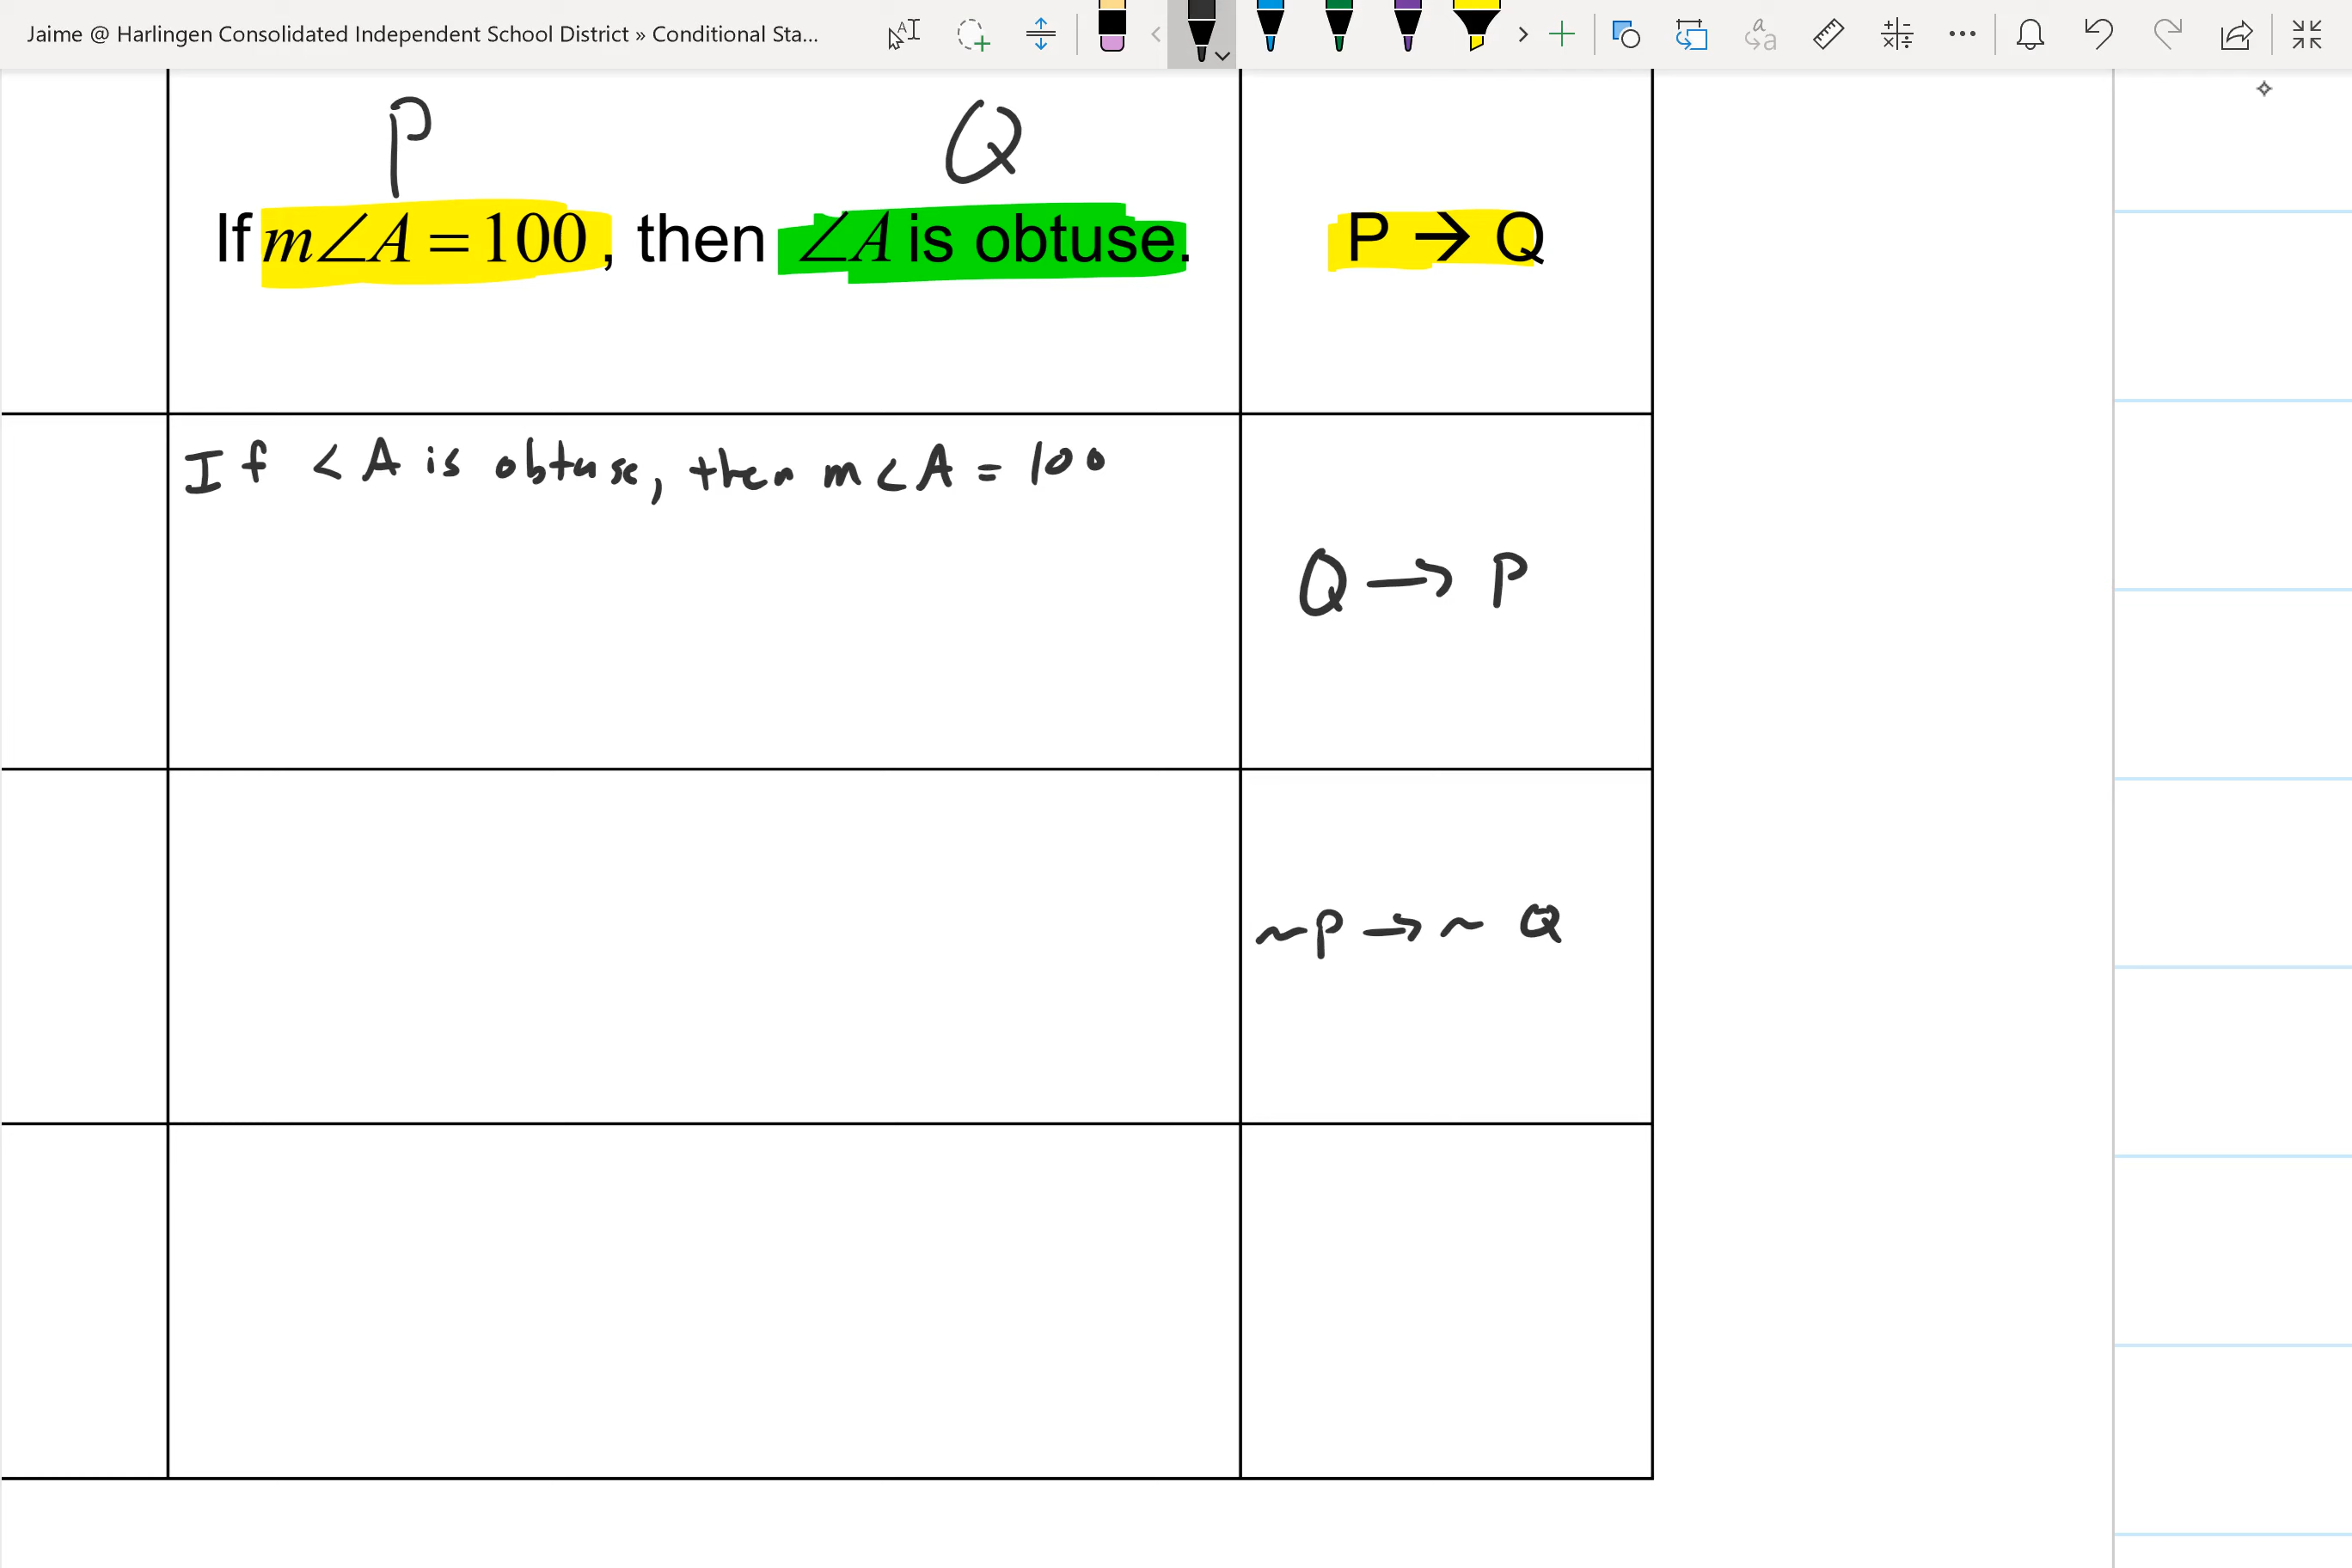 Jaime @ Harlingen Consolidated Independent School District » Conditional Sta...
P Q
If m∠A = 100, then ∠A is obtuse. P → Q
If <A is obtuse, then m<A = 100
Q → P
~P → ~Q